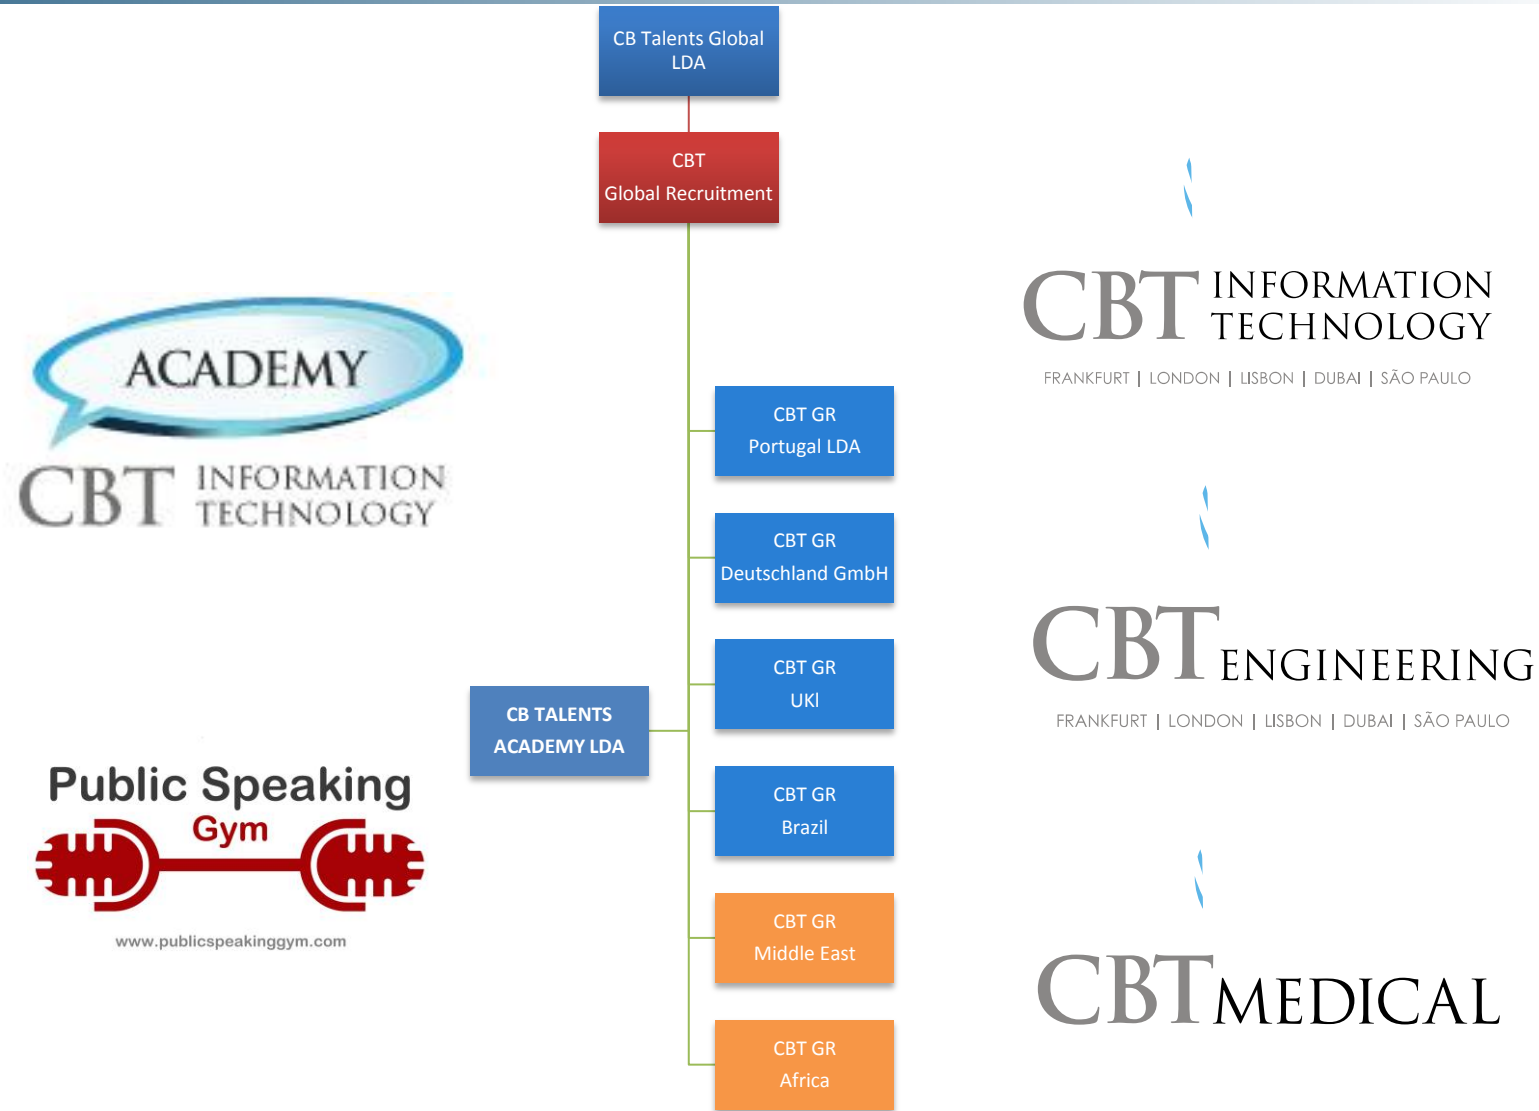 CB Talents Global
LDA
CBT
Global Recruitment
ACADEMY
CBT INFORMATION
TECHNOLOGY
Public Speaking
Gym
www.publicspeakinggym.com
CB TALENTS
ACADEMY LDA
CBT GR
Portugal LDA
CBT GR
Deutschland GmbH
CBT GR
UKl
CBT GR
Brazil
CBT GR
Middle East
CBT GR
Africa
CBT INFORMATION
TECHNOLOGY
FRANKFURT | LONDON | LISBON | DUBAI | SÃO PAULO
CBT ENGINEERING
FRANKFURT | LONDON | LISBON | DUBAI | SÃO PAULO
CBT MEDICAL